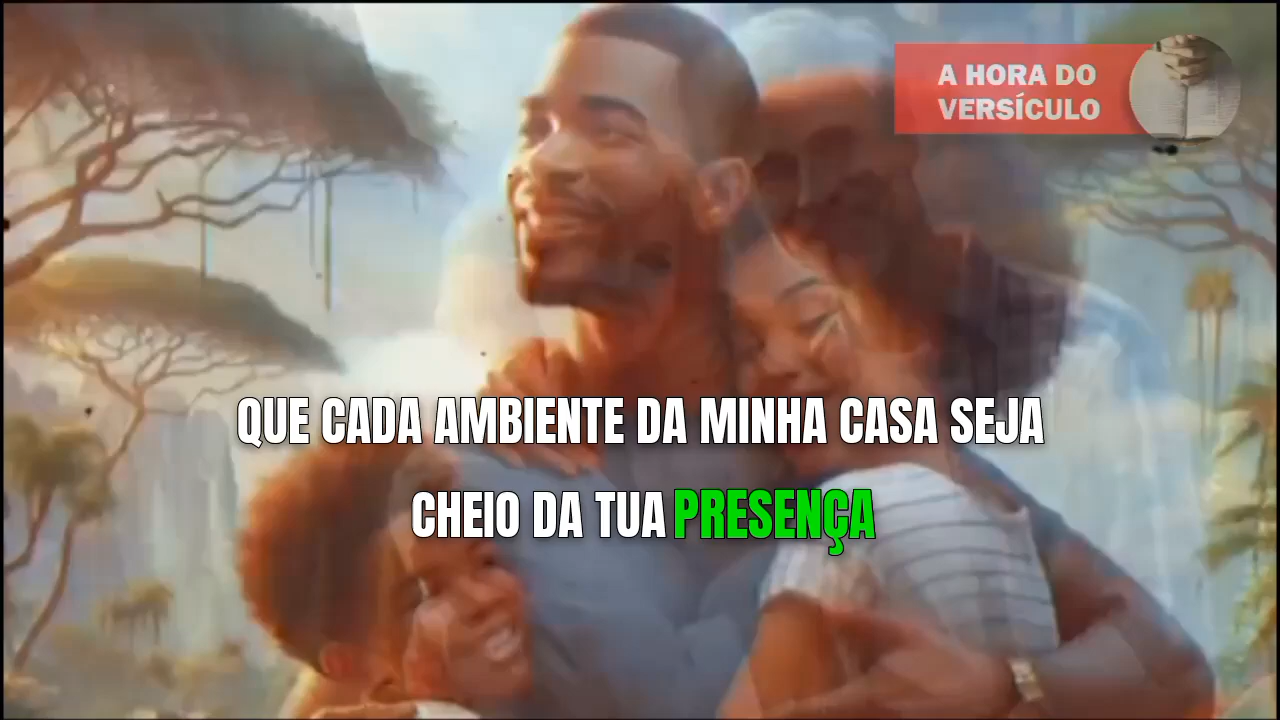 A HORA DO
VERSÍCULO
QUE CADA AMBIENTE DA MINHA CASA SEJA
CHEIO DA TUA PRESENÇA